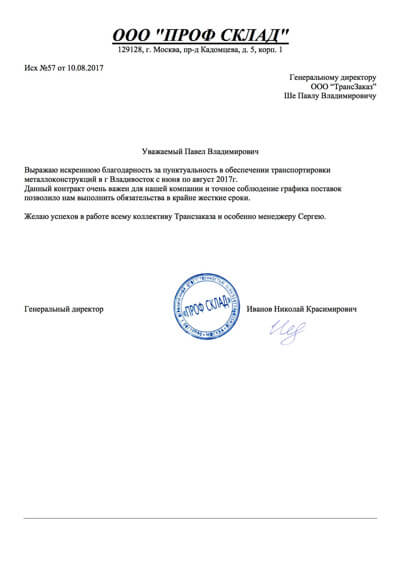 ООО "ПРОФ СКЛАД"
129128, г. Москва, пр-д Кадомцева, д. 5, корп. 1
Исх №57 от 10.08.2017
Генеральному директору
ООО “ТрансЗаказ”
Ше Павлу Владимировичу
Уважаемый Павел Владимирович
Выражаю искреннюю благодарность за пунктуальность в обеспечении транспортировки
металлоконструкций в г Владивосток с июня по август 2017г.
Данный контракт очень важен для нашей компании и точное соблюдение графика поставок
позволило нам выполнить обязательства в крайне жесткие сроки.
Желаю успехов в работе всему коллективу Трансзаказа и особенно менеджеру Сергею.
Генеральный директор
«ПРОФ СКЛАД»
Иванов Николай Красимирович